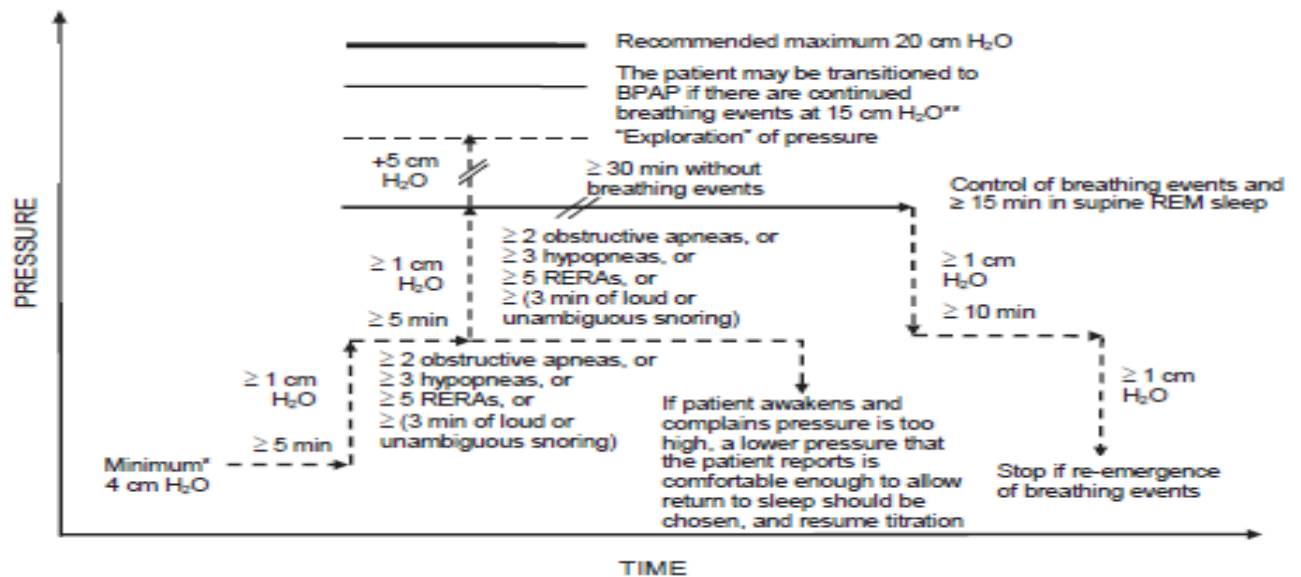 Recommended maximum 20 cm H₂O
The patient may be transitioned to
BPAP if there are continued
breathing events at 15 cm H₂O**
"Exploration" of pressure
+5 cm
H₂O
≥ 30 min without
breathing events
Control of breathing events and
≥ 15 min in supine REM sleep
PRESSURE
≥ 1 cm
H₂O
≥ 5 min
≥ 2 obstructive apneas, or
≥ 3 hypopneas, or
≥ 5 RERAs, or
≥ (3 min of loud or
unambiguous snoring)
≥ 1 cm
H₂O
≥ 10 min
≥ 1 cm
H₂O
≥ 5 min
≥ 2 obstructive apneas, or
≥ 3 hypopneas, or
≥ 5 RERAs, or
≥ (3 min of loud or
unambiguous snoring)
If patient awakens and
complains pressure is too
high, a lower pressure that
the patient reports is
comfortable enough to allow
return to sleep should be
chosen, and resume titration
≥ 1 cm
H₂O
Stop if re-emergence
of breathing events
Minimum*
4 cm H₂O
TIME